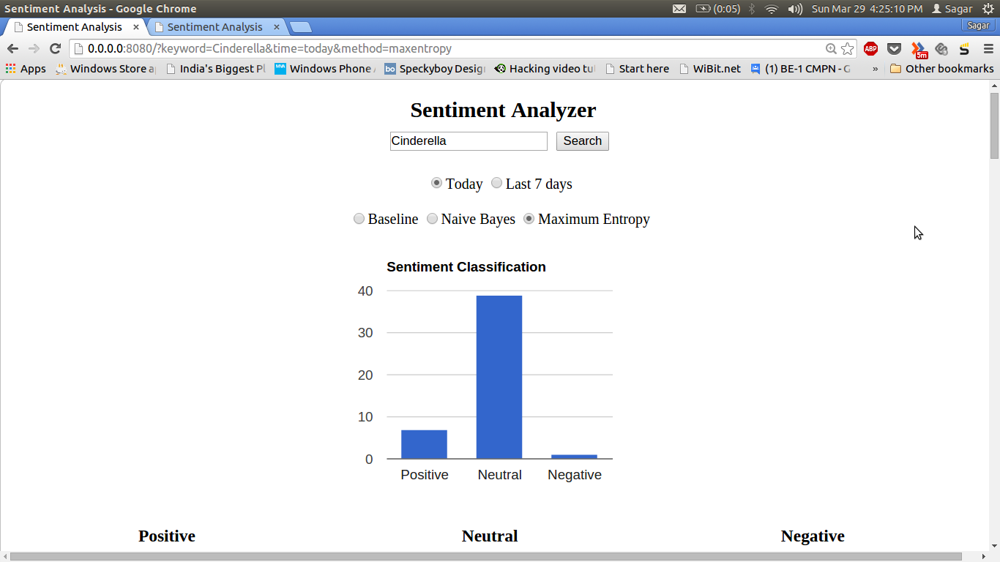 Sentiment Analysis - Google Chrome (0:05) Sun Mar 29 4:25:10 PM Sagar
Sentiment Analysis × Sentiment Analysis × Sagar
0.0.0.0:8080/?keyword=Cinderella&time=today&method=maxentropy ABP 5m
Apps Windows Store a India's Biggest Pl MVA Windows Phone bo Speckyboy Desig Hacking video tu Start here WiBit.net (1) BE-1 CMPN - G » Other bookmarks
Sentiment Analyzer
Cinderella Search
Today Last 7 days
Baseline Naive Bayes Maximum Entropy
Sentiment Classification
40
30
20
10
0
Positive Neutral Negative
Positive Neutral Negative